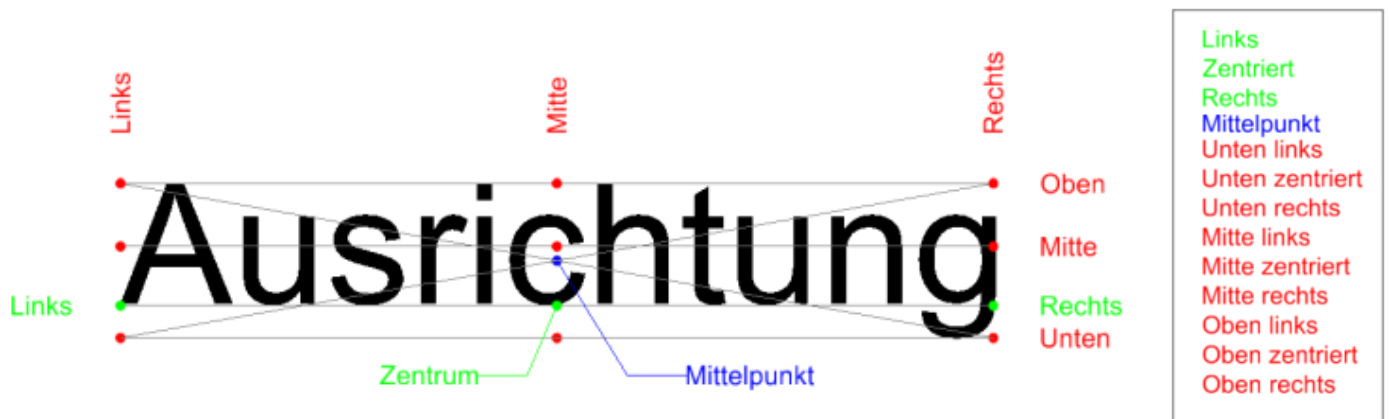 Links
Mitte
Rechts
Ausrichtung
Oben
Mitte
Links
Rechts
Unten
Zentrum
Mittelpunkt
Links
Zentriert
Rechts
Mittelpunkt
Unten links
Unten zentriert
Unten rechts
Mitte links
Mitte zentriert
Mitte rechts
Oben links
Oben zentriert
Oben rechts